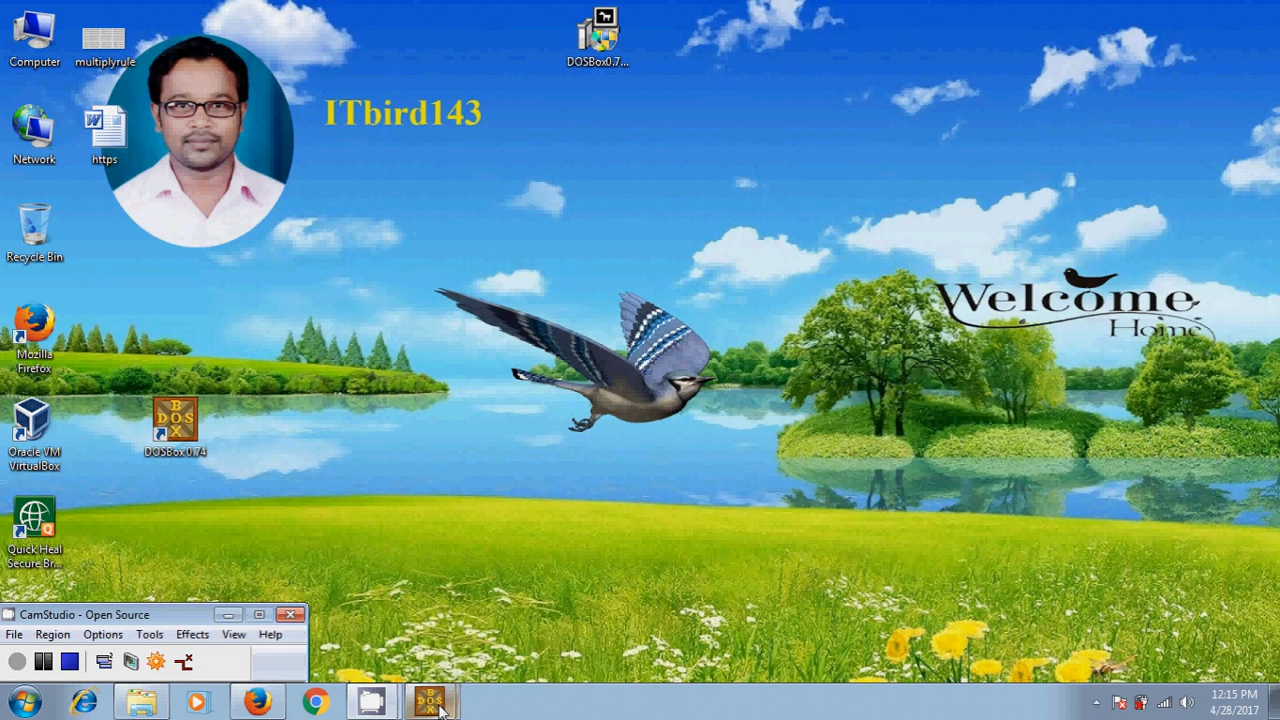 Computer
multiplyrule
DOSBox0.7...
ITbird143
Network
https
Recycle Bin
Welcome
Home
Mozilla
Firefox
BOX
DOS
DOSBox 0.74
Oracle VM
VirtualBox
Quick Heal
Secure Br...
CamStudio - Open Source
File Region Options Tools Effects View Help
12:15 PM
4/28/2017